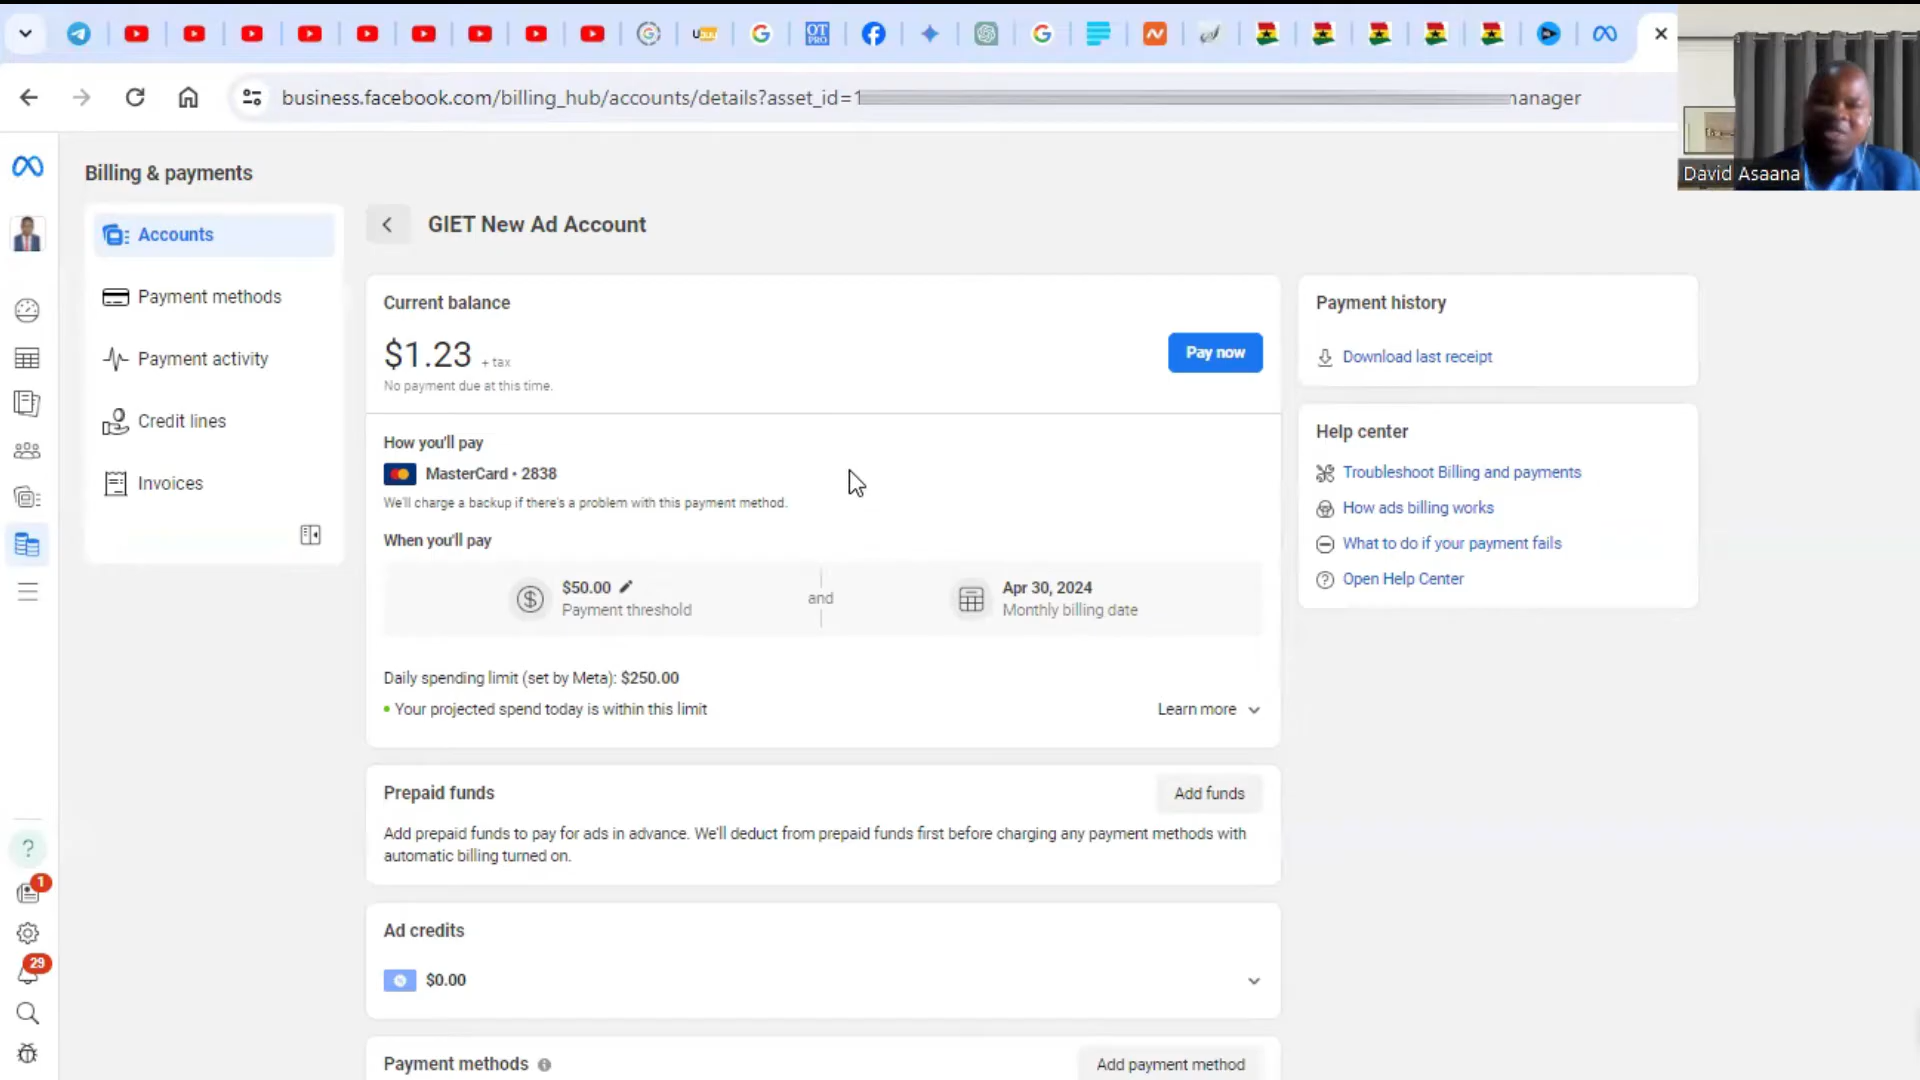 business.facebook.com/billing_hub/accounts/details?asset_id=1 manager
David Asaana
Billing & payments
Accounts
Payment methods
Payment activity
Credit lines
Invoices
1
29
GIET New Ad Account
Current balance
$1.23 + tax
Pay now
No payment due at this time.
How you'll pay
MasterCard • 2838
We'll charge a backup if there's a problem with this payment method.
When you'll pay
$50.00
Payment threshold
and
Apr 30, 2024
Monthly billing date
Daily spending limit (set by Meta): $250.00
Your projected spend today is within this limit
Learn more
Prepaid funds
Add funds
Add prepaid funds to pay for ads in advance. We'll deduct from prepaid funds first before charging any payment methods with
automatic billing turned on.
Ad credits
$0.00
Payment methods
Add payment method
Payment history
Download last receipt
Help center
Troubleshoot Billing and payments
How ads billing works
What to do if your payment fails
Open Help Center